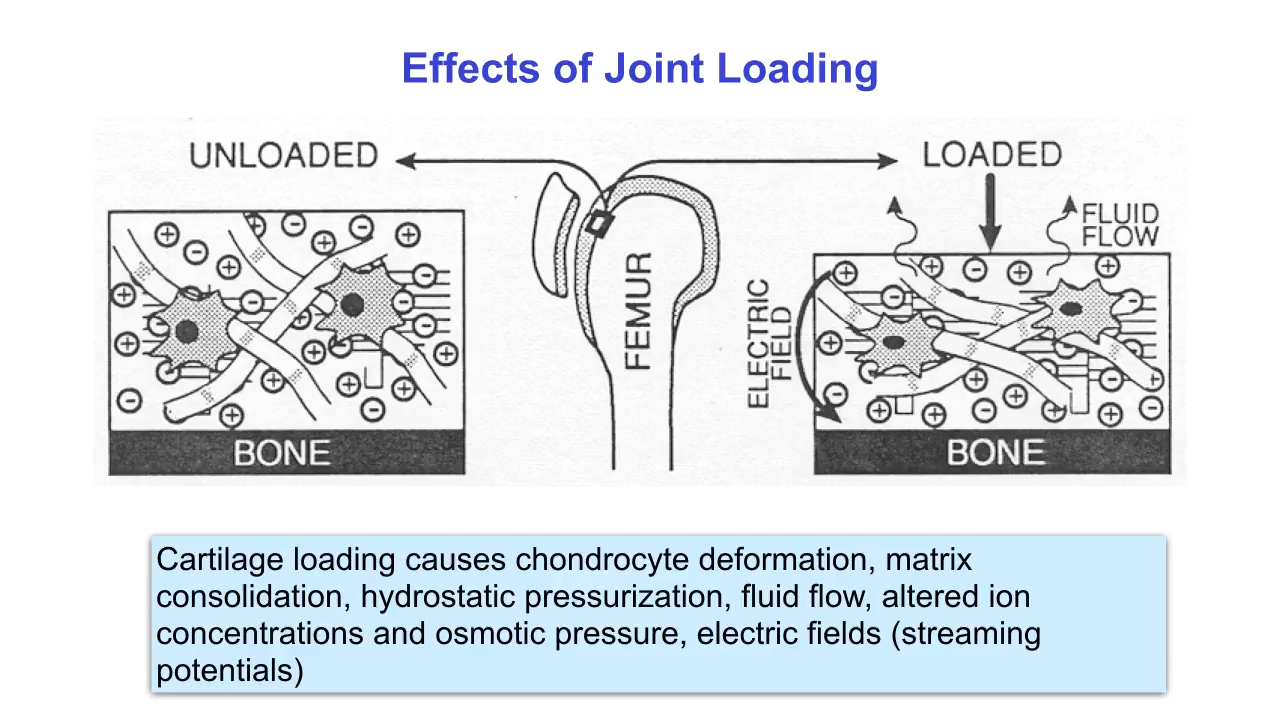 Effects of Joint Loading
UNLOADED
LOADED
FLUID
FLOW
FEMUR
ELECTRIC
FIELD
BONE
BONE
Cartilage loading causes chondrocyte deformation, matrix
consolidation, hydrostatic pressurization, fluid flow, altered ion
concentrations and osmotic pressure, electric fields (streaming
potentials)